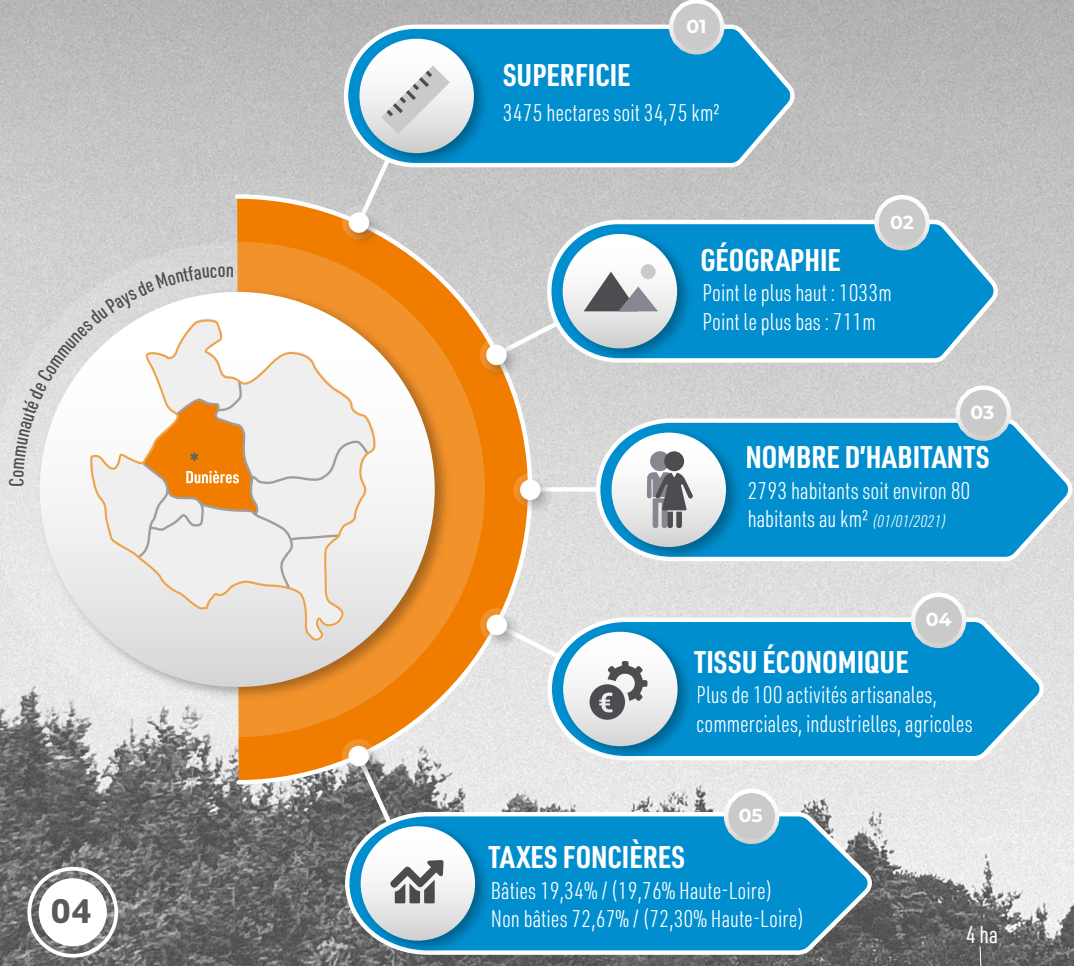 01
SUPERFICIE
3475 hectares soit 34,75 km²
02
GÉOGRAPHIE
Point le plus haut : 1033m
Point le plus bas : 711m
Communauté de Communes du Pays de Montfaucon
Dunières
03
NOMBRE D'HABITANTS
2793 habitants soit environ 80
habitants au km² (01/01/2021)
04
TISSU ÉCONOMIQUE
Plus de 100 activités artisanales,
commerciales, industrielles, agricoles
05
TAXES FONCIÈRES
Bâties 19,34% / (19,76% Haute-Loire)
Non bâties 72,67% / (72,30% Haute-Loire)
04
4 ha